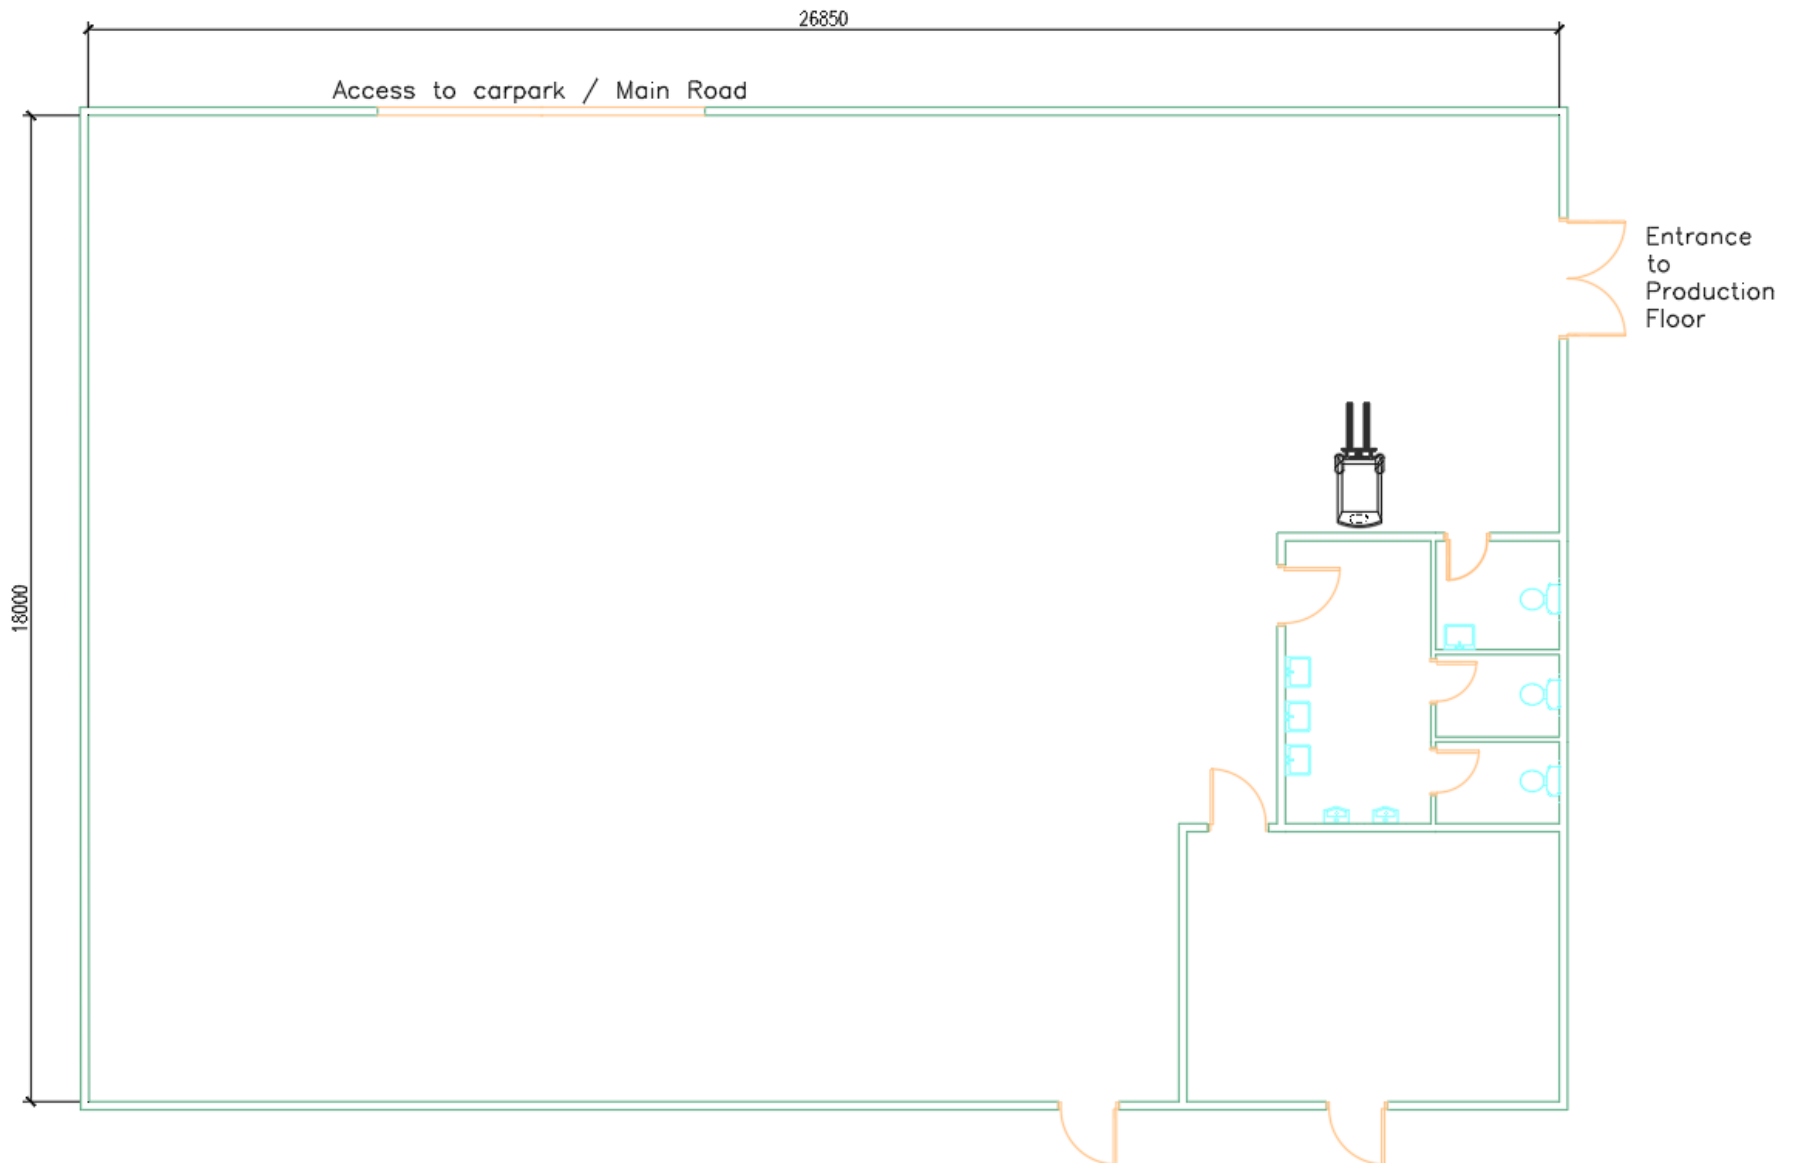 26850
Access to carpark / Main Road
Entrance
to
Production
Floor
18000